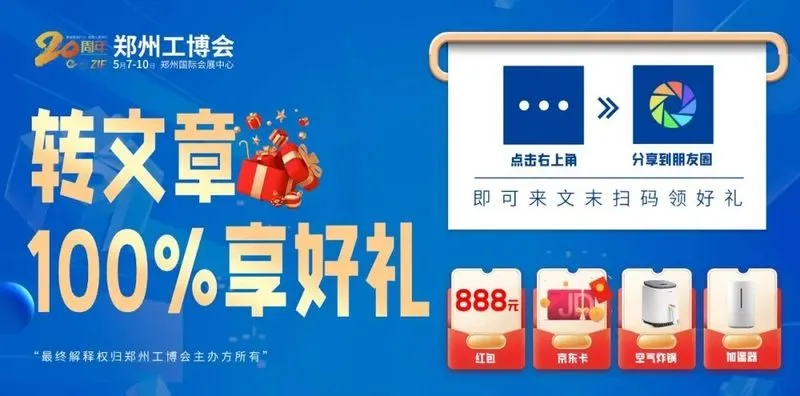 20周年
ZIF
郑州工博会
5月7-10日 郑州国际会展中心
转文章
100%享好礼
“最终解释权归郑州工博会主办方所有”
点击右上角
分享到朋友圈
即可来文末扫码领好礼
888元
红包
JD
京东卡
空气炸锅
加湿器